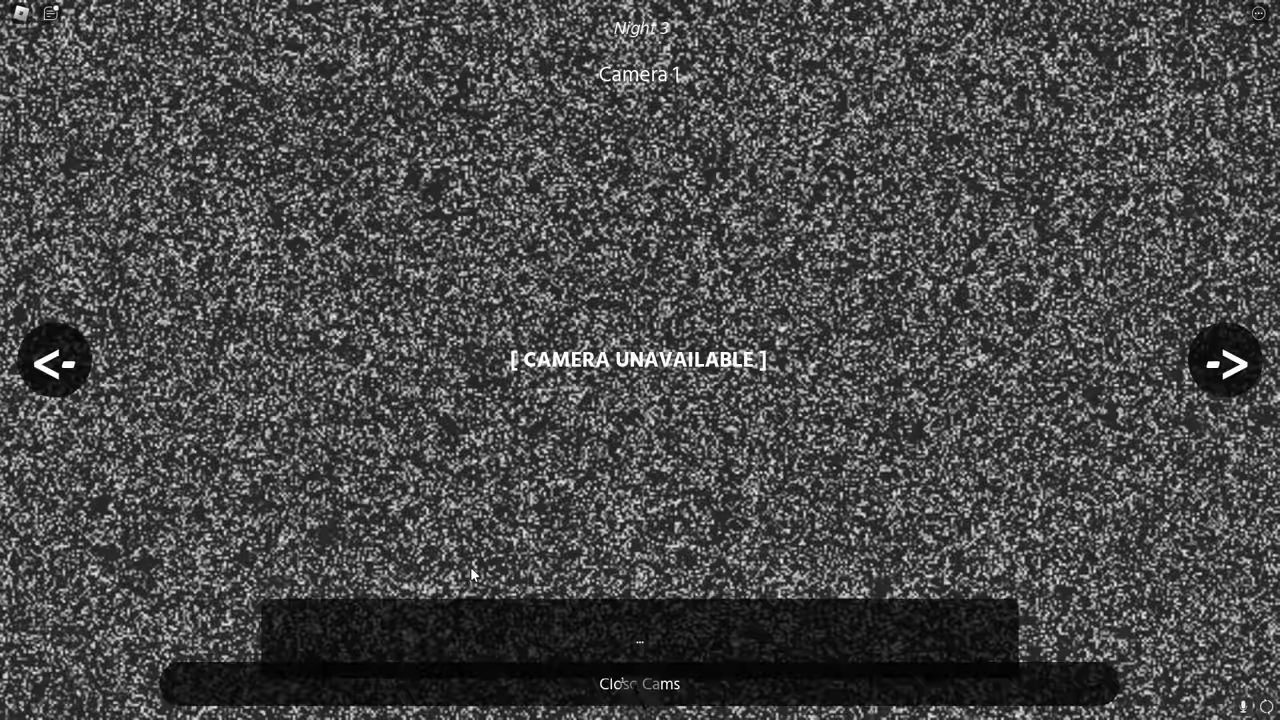 Night 3
Camera 1
<-
->
[ CAMERA UNAVAILABLE ]
...
Close Cams